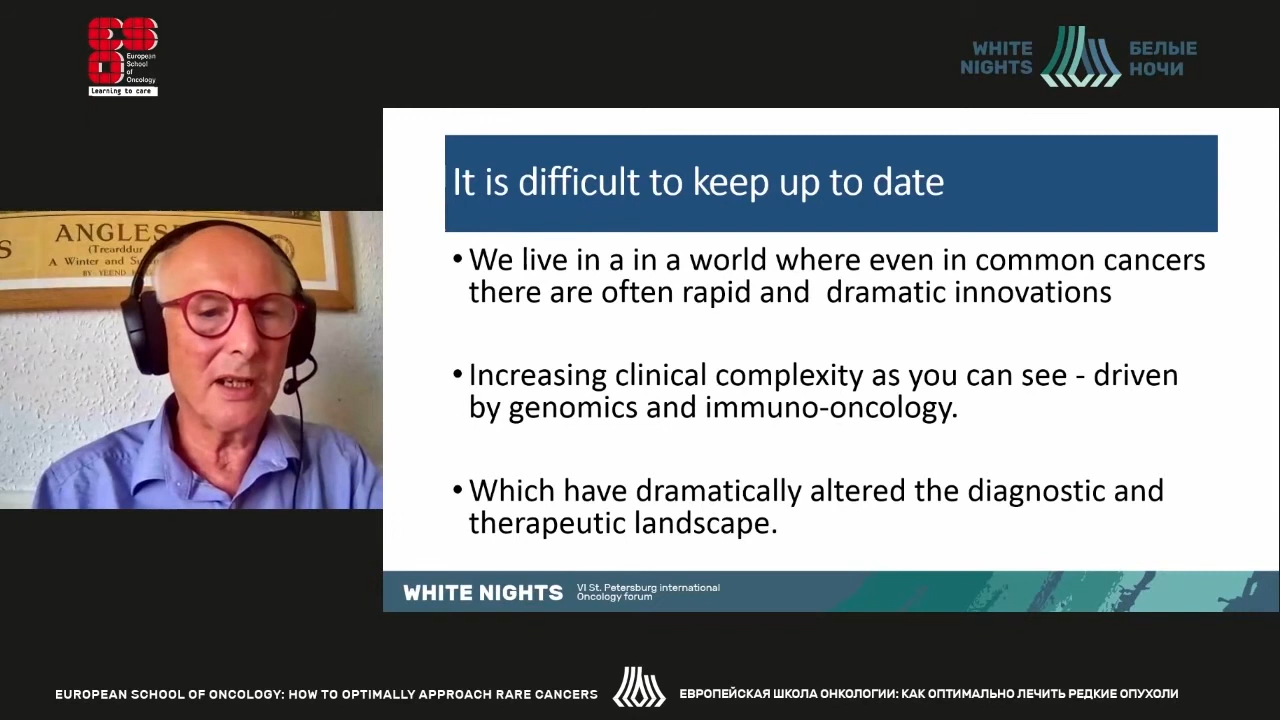 ESO
European
School
of
Oncology
Learning to care
WHITE
NIGHTS
БЕЛЫЕ
НОЧИ
It is difficult to keep up to date
• We live in a in a world where even in common cancers
there are often rapid and dramatic innovations
• Increasing clinical complexity as you can see - driven
by genomics and immuno-oncology.
• Which have dramatically altered the diagnostic and
therapeutic landscape.
S
ANGLES
(Trearddur
A Winter and Su
BY YEEND
WHITE NIGHTS
VI St. Petersburg international
Oncology forum
EUROPEAN SCHOOL OF ONCOLOGY: HOW TO OPTIMALLY APPROACH RARE CANCERS
ЕВРОПЕЙСКАЯ ШКОЛА ОНКОЛОГИИ: КАК ОПТИМАЛЬНО ЛЕЧИТЬ РЕДКИЕ ОПУХОЛИ